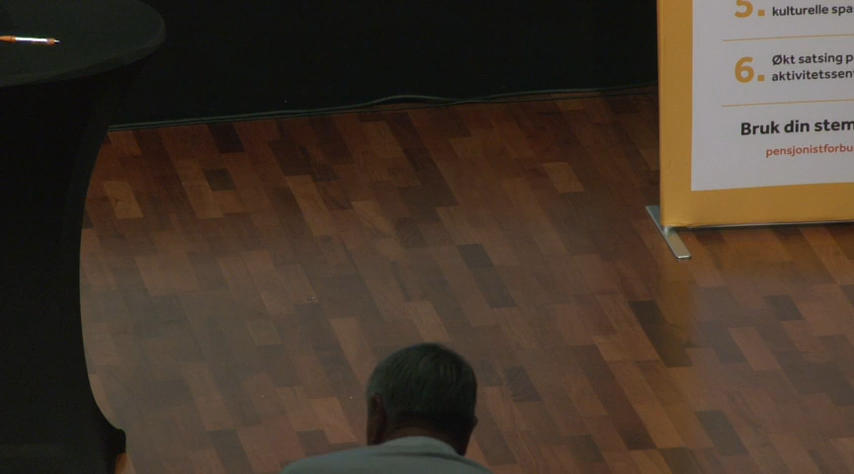 5. kulturelle spa
6. Økt satsing p
aktivitetssen
Bruk din stem
pensjonistforbu